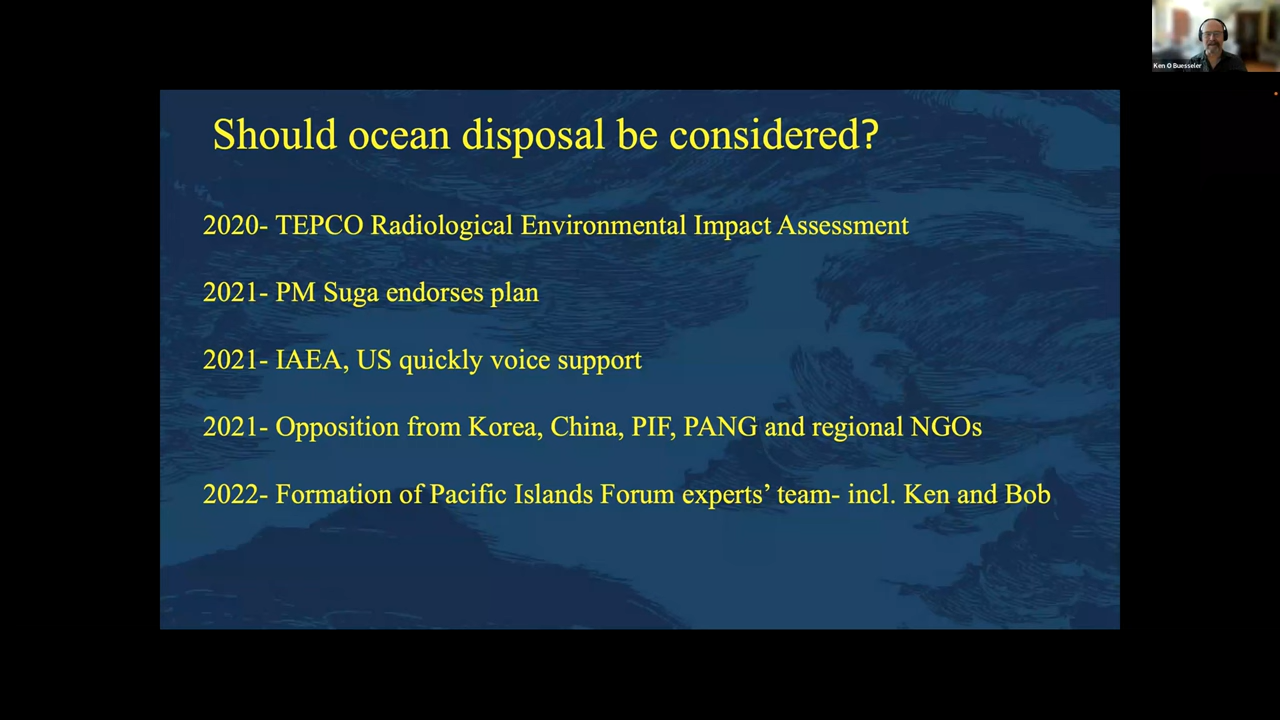 Ken O Buesseler
Should ocean disposal be considered?
2020- TEPCO Radiological Environmental Impact Assessment
2021- PM Suga endorses plan
2021- IAEA, US quickly voice support
2021- Opposition from Korea, China, PIF, PANG and regional NGOs
2022- Formation of Pacific Islands Forum experts’ team- incl. Ken and Bob